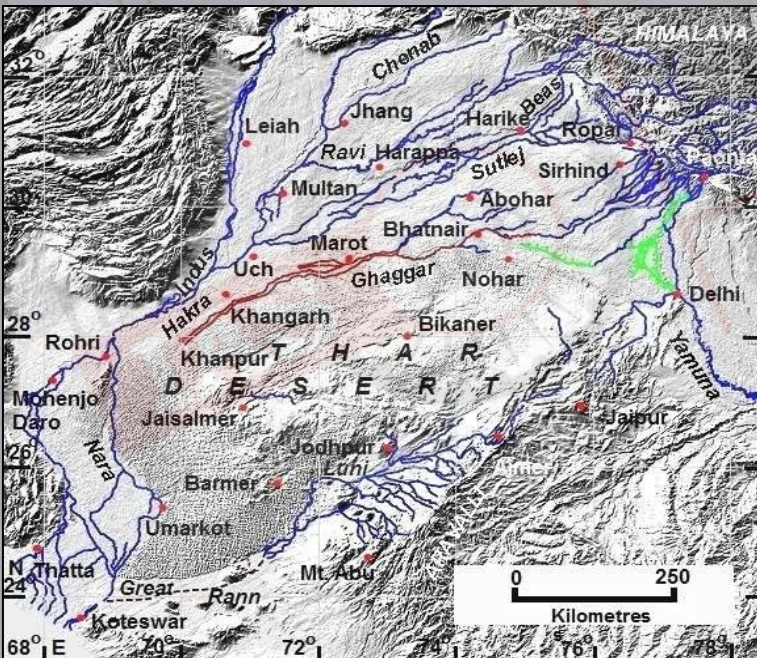 HIMALAYA
32°
Chenab
Beas
Leiah
Jhang
Harike
Ropar
Ravi
Harappa
Sutlej
Sirhind
Paonta
30°
Multan
Abohar
Bhatnair
Marot
Indus
Uch
Ghaggar
Nohar
Hakra
Khangarh
Delhi
28°
Rohri
Bikaner
Khanpur
T H A R
Yamuna
D E S E R T
Mohenjo
Daro
Jaisalmer
Jaipur
26
Nara
Jodhpur
Luni
Barmer
Umarkot
N
Thatta
Mt. Abu
0
250
24
Great
Rann
Kilometres
Koteswar
68° E
70°
72°
74°
76°
78°